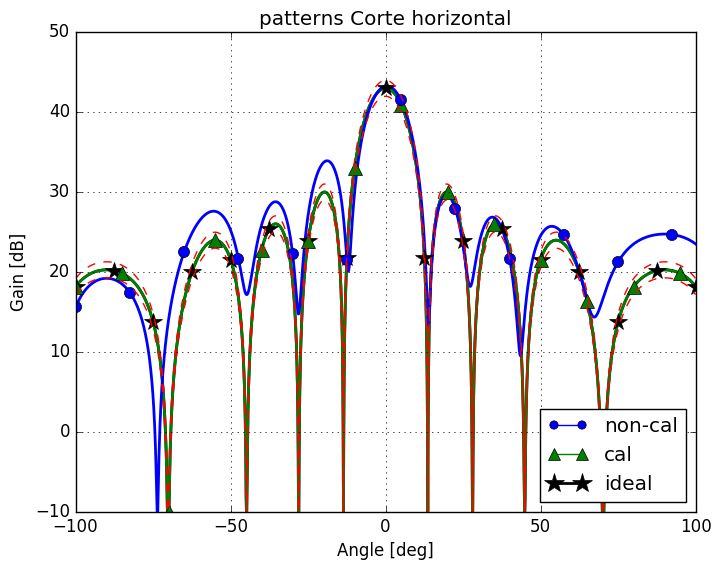 patterns Corte horizontal
Gain [dB]
50
40
30
20
10
0
−10
−100
−50
0
50
100
Angle [deg]
non-cal
cal
ideal